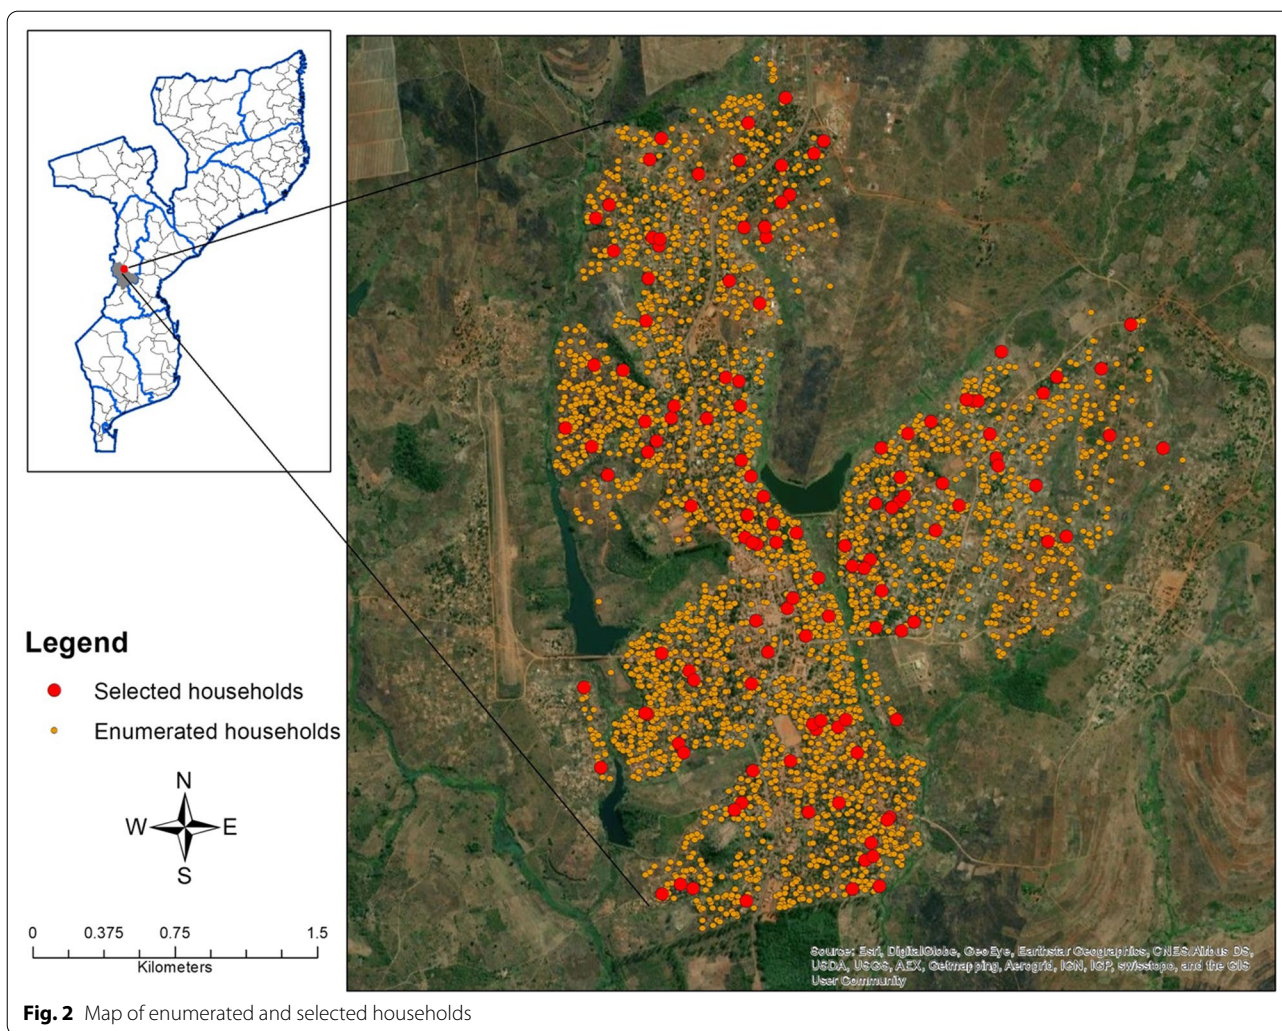 Legend
Selected households
Enumerated households
N
W E
S
0 0.375 0.75 1.5
Kilometers
Source: Esri, DigitalGlobe, GeoEye, Earthstar Geographics, CNES/Airbus DS,
USDA, USGS, AEX, Getmapping, Aerogrid, IGN, IGP, swisstopo, and the GIS
User Community
Fig. 2 Map of enumerated and selected households